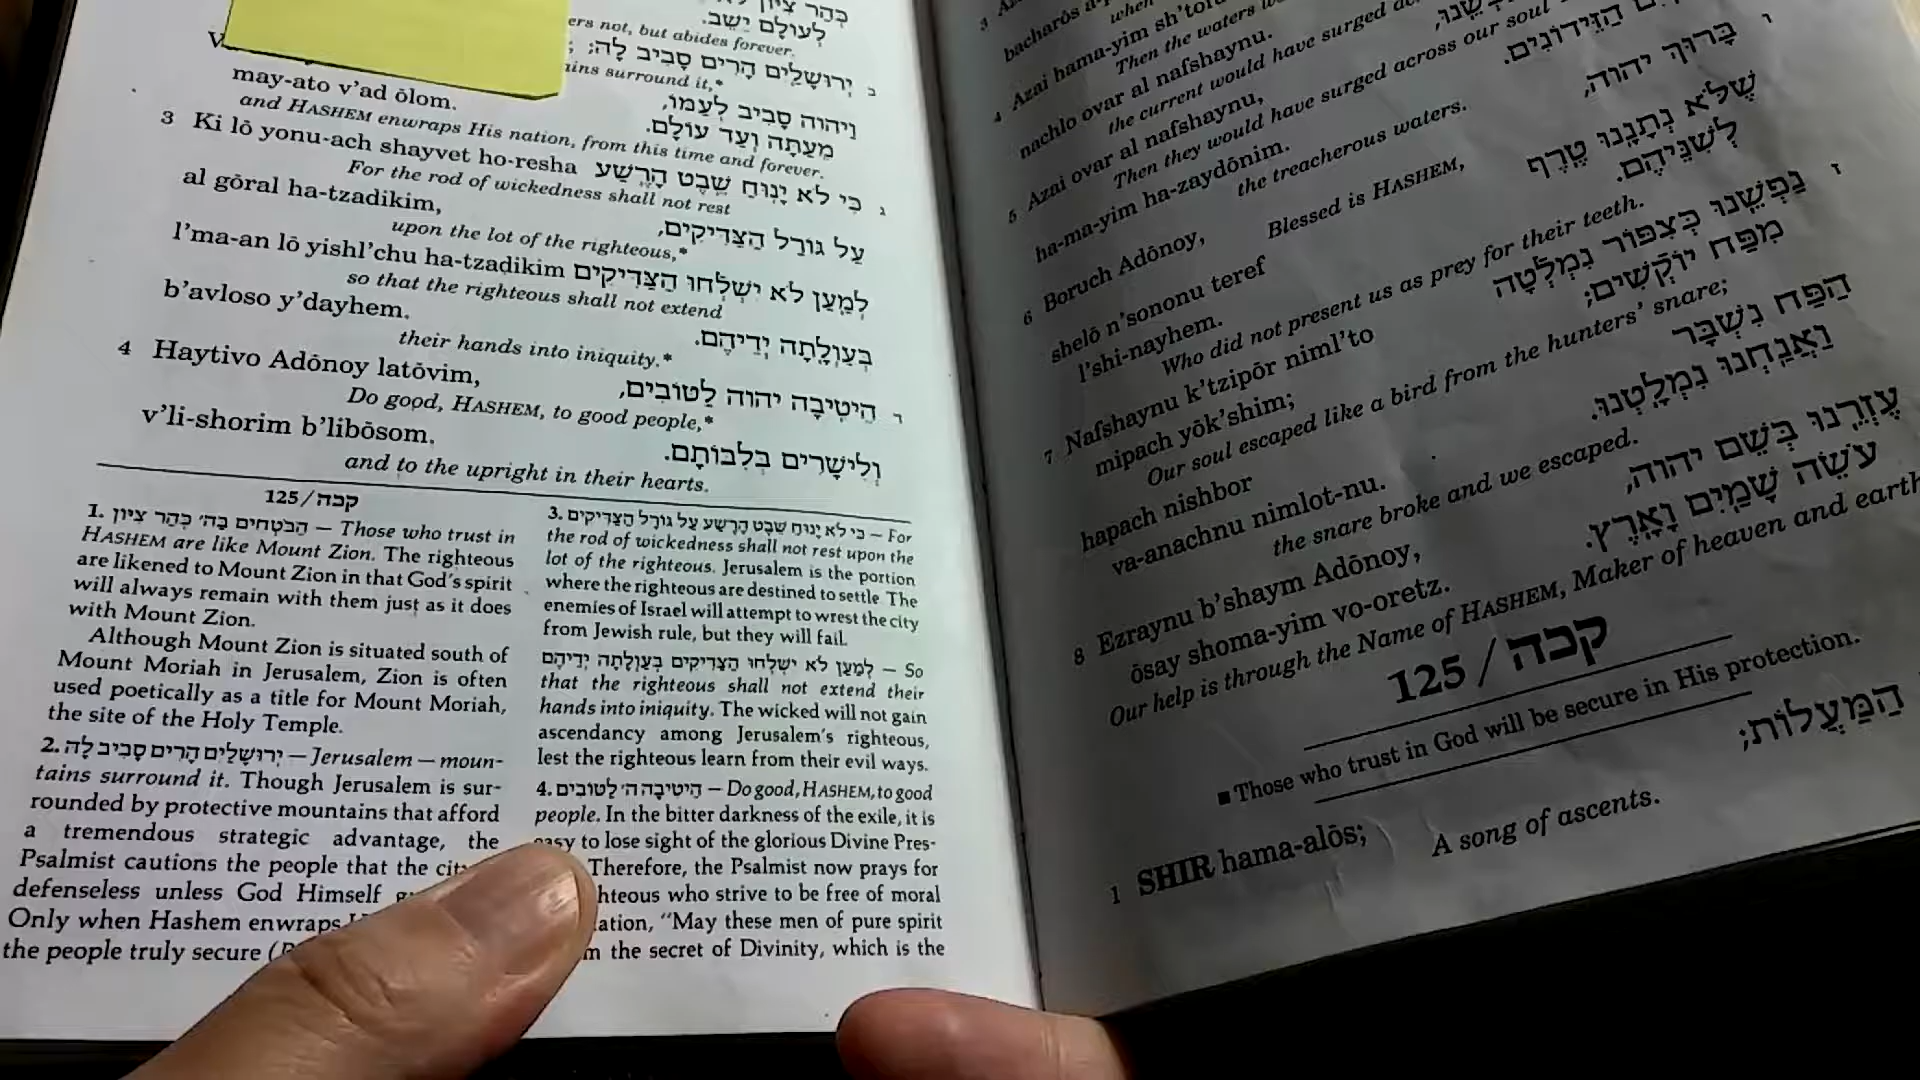 כְּהַר צִיּוֹן
לְעוֹלָם יֵשֵׁב.
ers not, but abides forever.
ב יְרוּשָׁלַיִם הָרִים סָבִיב לָהּ;
ains surround it,*
וַיהוה סָבִיב לְעַמּוֹ,
may-ato v'ad ōlom.
מֵעַתָּה וְעַד עוֹלָם.
and HASHEM enwraps His nation, from this time and forever.
3 Ki lō yonu-ach shayvet ho-resha ג כִּי לֹא יָנוּחַ שֵׁבֶט הָרֶשַׁע
For the rod of wickedness shall not rest
al gōral ha-tzadikim, עַל גּוֹרַל הַצַּדִּיקִים,
upon the lot of the righteous,*
l'ma-an lō yishl'chu ha-tzadikim לְמַעַן לֹא יִשְׁלְחוּ הַצַּדִּיקִים
so that the righteous shall not extend
b'avloso y'dayhem. בְּעַוְלָתָה יְדֵיהֶם.
their hands into iniquity.*
4 Haytivo Adōnoy latōvim, ד הֵיטִיבָה יהוה לַטּוֹבִים,
Do good, HASHEM, to good people,*
v'li-shorim b'libōsom. וְלִישָׁרִים בְּלִבּוֹתָם.
and to the upright in their hearts.
125/קכה
1. הַבֹּטְחִים בַּה' כְּהַר צִיּוֹן — Those who trust in
HASHEM are like Mount Zion. The righteous
are likened to Mount Zion in that God's spirit
will always remain with them just as it does
with Mount Zion.
Although Mount Zion is situated south of
Mount Moriah in Jerusalem, Zion is often
used poetically as a title for Mount Moriah,
the site of the Holy Temple.
2. יְרוּשָׁלַיִם הָרִים סָבִיב לָהּ — Jerusalem — moun-
tains surround it. Though Jerusalem is sur-
rounded by protective mountains that afford
a tremendous strategic advantage, the
Psalmist cautions the people that the
defenseless unless God Himself
Only when Hashem enwraps
the people truly secure
3. כִּי לֹא יָנוּחַ שֵׁבֶט הָרֶשַׁע עַל גּוֹרַל הַצַּדִּיקִים — For
the rod of wickedness shall not rest upon the
lot of the righteous. Jerusalem is the portion
where the righteous are destined to settle. The
enemies of Israel will attempt to wrest the city
from Jewish rule, but they will fail.
לְמַעַן לֹא יִשְׁלְחוּ הַצַּדִּיקִים בְּעַוְלָתָה יְדֵיהֶם — So
that the righteous shall not extend their
hands into iniquity. The wicked will not gain
ascendancy among Jerusalem's righteous,
lest the righteous learn from their evil ways.
4. הֵיטִיבָה ה' לַטּוֹבִים — Do good, HASHEM, to good
people. In the bitter darkness of the exile, it is
easy to lose sight of the glorious Divine Pres-
Therefore, the Psalmist now prays for
hteous who strive to be free of moral
ation, "May these men of pure spirit
m the secret of Divinity, which is the
3
when
4 Azai hama-yim
Then the waters
nachlo ovar al nafshaynu.
the current would have surged across our soul
5 Azai ovar al nafshaynu,
Then they would have surged across our soul
ha-ma-yim ha-zaydōnim. הַזֵּידוֹנִים.
the treacherous waters.
6 Boruch Adōnoy, ו בָּרוּךְ יהוה,
Blessed is HASHEM,
shelō n'sononu teref שֶׁלֹּא נְתָנָנוּ טֶרֶף
l'shi-nayhem. לְשִׁנֵּיהֶם.
Who did not present us as prey for their teeth.
7 Nafshaynu k'tzipōr niml'to ז נַפְשֵׁנוּ כְּצִפּוֹר נִמְלְטָה
mipach yōk'shim; מִפַּח יוֹקְשִׁים;
Our soul escaped like a bird from the hunters' snare;
hapach nishbor הַפַּח נִשְׁבָּר
va-anachnu nimlot-nu. וַאֲנַחְנוּ נִמְלָטְנוּ.
the snare broke and we escaped.
8 Ezraynu b'shaym Adōnoy, עֶזְרֵנוּ בְּשֵׁם יהוה,
ōsay shoma-yim vo-oretz. עֹשֵׂה שָׁמַיִם וָאָרֶץ.
Our help is through the Name of HASHEM, Maker of heaven and earth
125 / קכה
■ Those who trust in God will be secure in His protection.
1 SHIR hama-alōs; הַמַּעֲלוֹת;
A song of ascents.